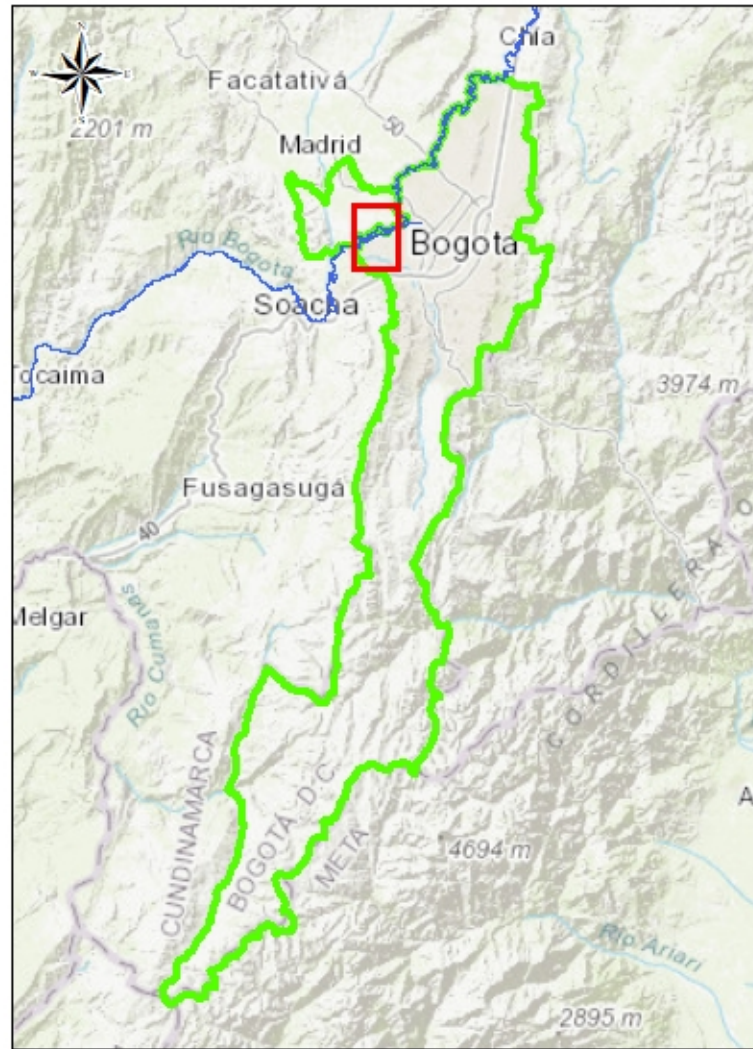 N
W E
S
Chía
Facatativá
2201 m
50
Madrid
Río Bogotá
Bogota
Soacha
Tocaima
3974 m
Fusagasugá
40
Melgar
Río Cumanas
CORDILLERA O
CUNDINAMARCA
BOGOTÁ D.C.
META
A
4694 m
Río Ariari
2895 m